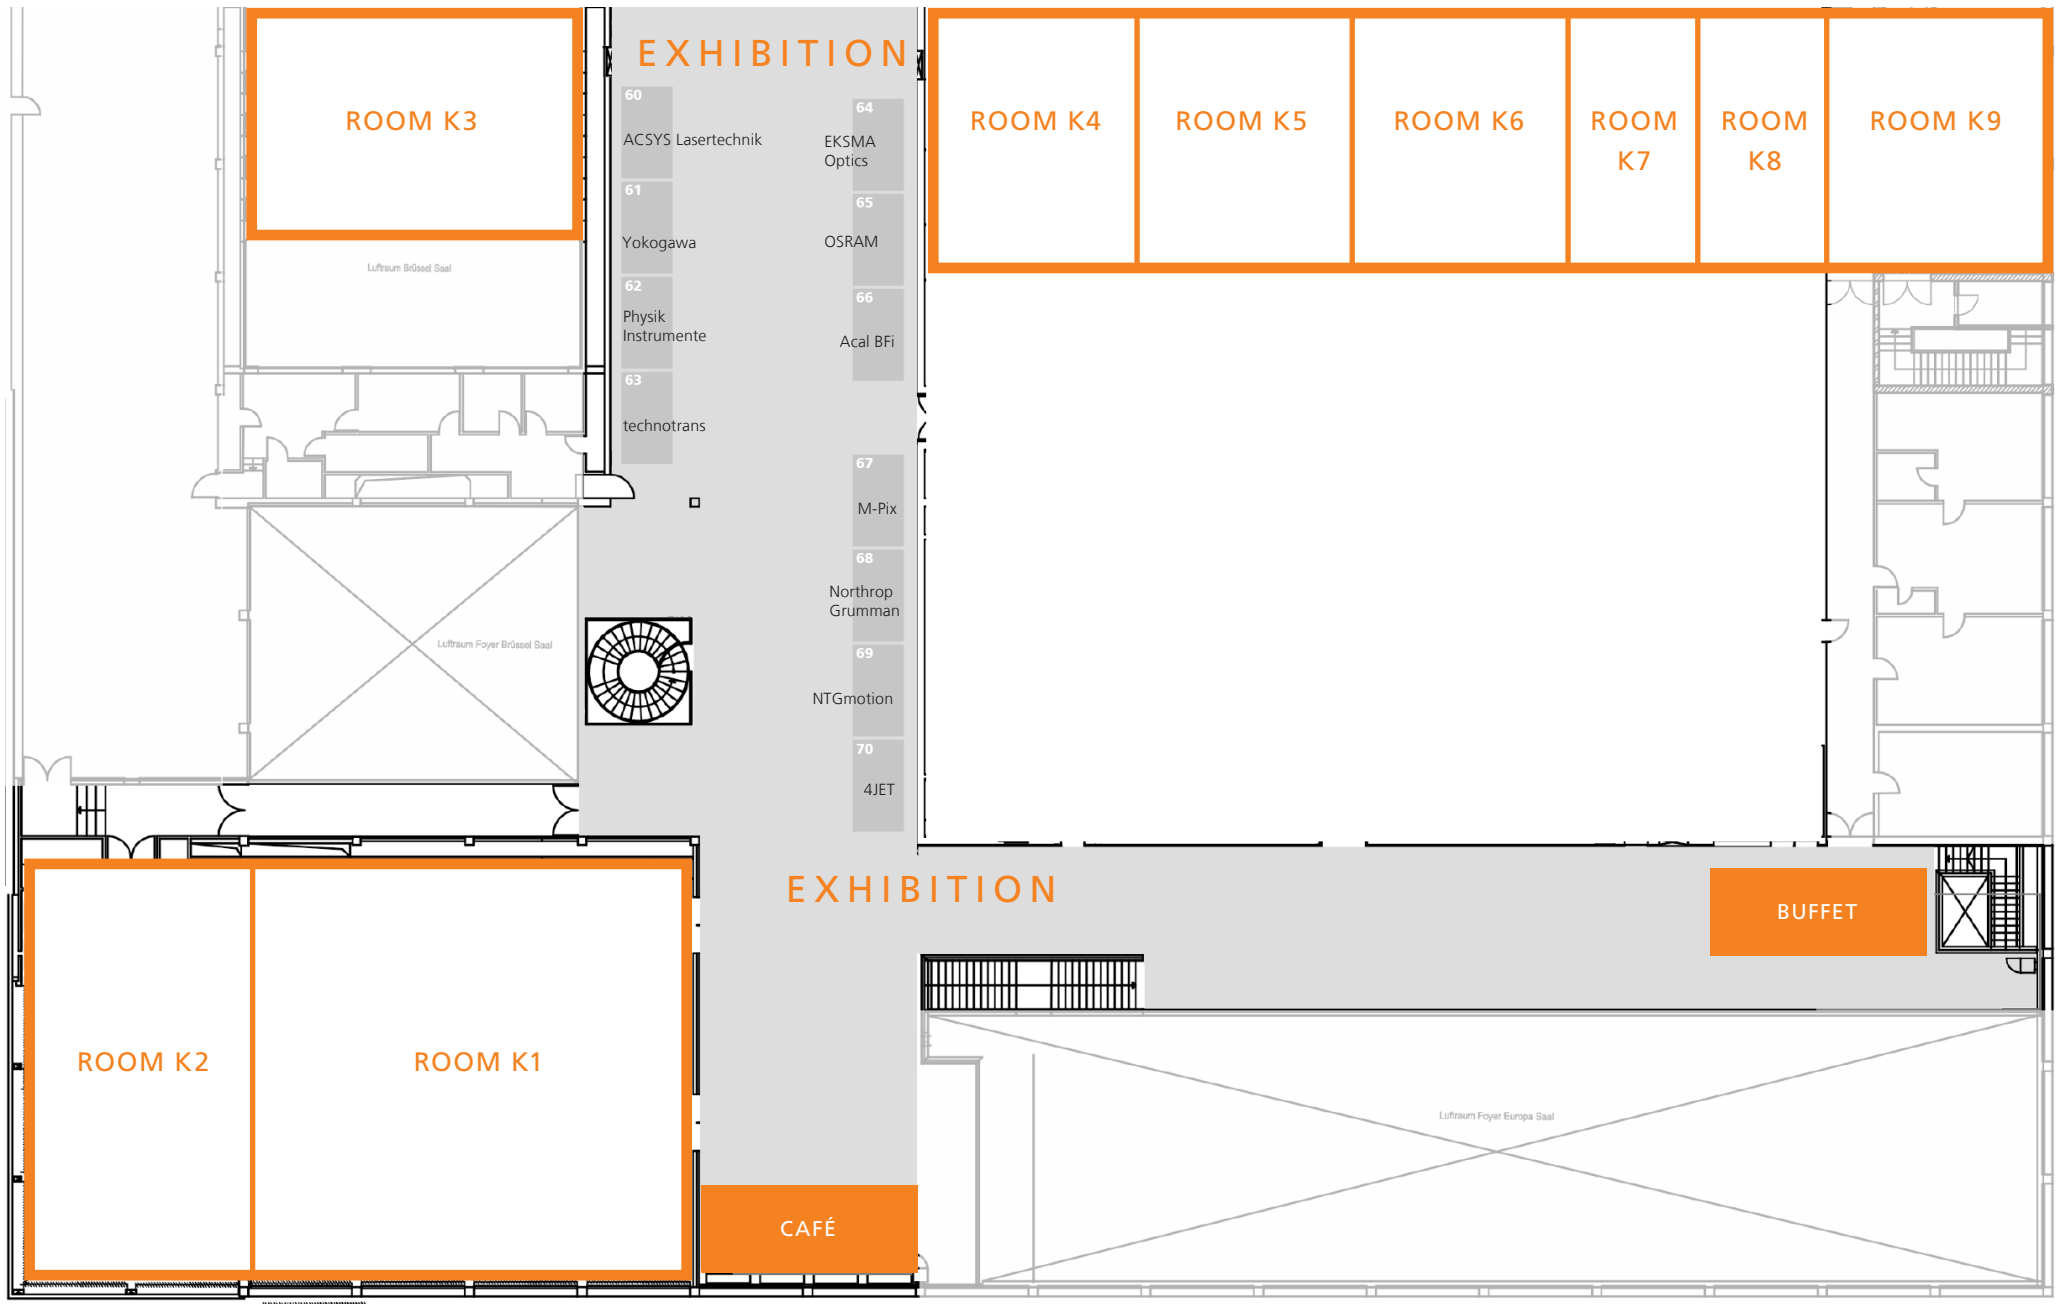 EXHIBITION
ROOM K3
ROOM K4
ROOM K5
ROOM K6
ROOM
K7
ROOM
K8
ROOM K9
60
ACSYS Lasertechnik
61
Yokogawa
62
Physik
Instrumente
63
technotrans
64
EKSMA
Optics
65
OSRAM
66
Acal BFi
67
M-Pix
68
Northrop
Grumman
69
NTGmotion
70
4JET
Luftraum Brüssel Saal
Luftraum Foyer Brüssel Saal
EXHIBITION
BUFFET
ROOM K2
ROOM K1
Luftraum Foyer Europa Saal
CAFÉ